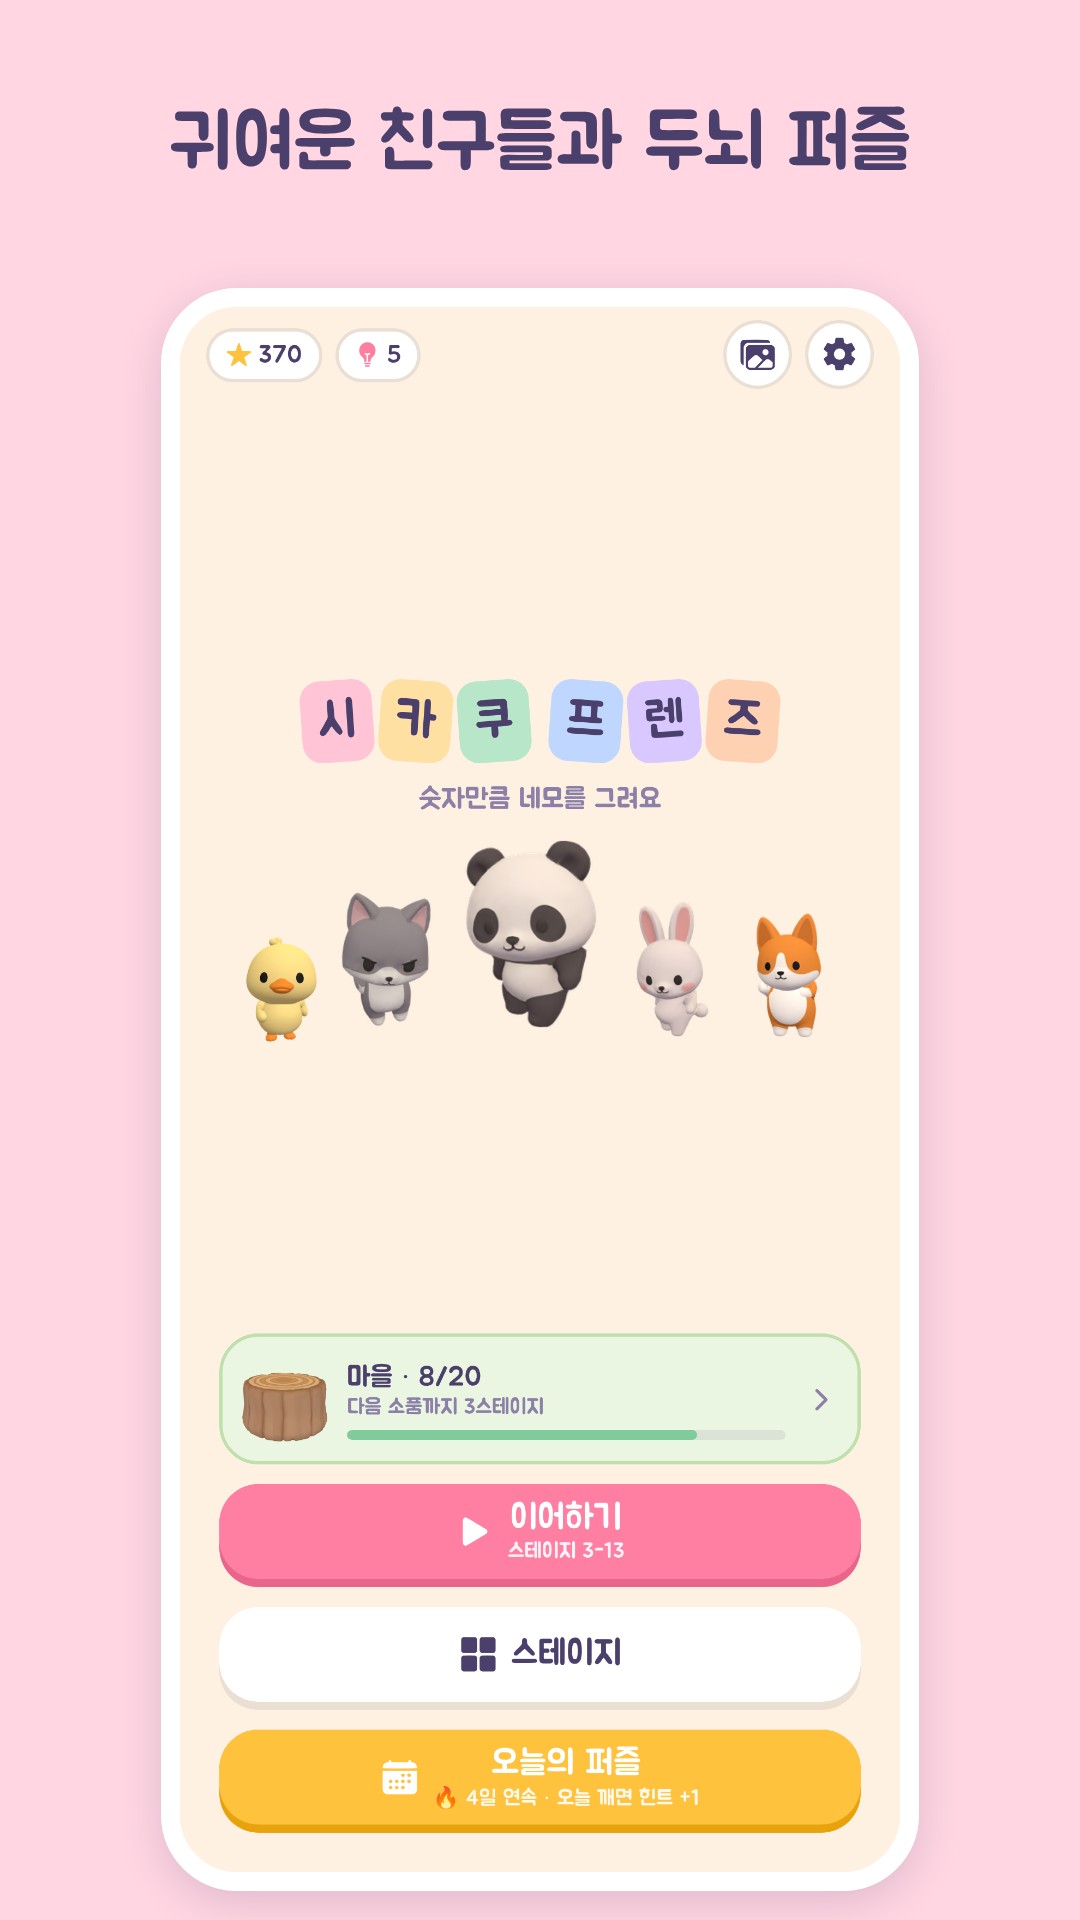 귀여운 친구들과 두뇌 퍼즐
370
5
시카쿠 프렌즈
숫자만큼 네모를 그려요
마을 · 8/20
다음 소품까지 3스테이지
이어하기
스테이지 3-13
스테이지
오늘의 퍼즐
🔥 4일 연속 · 오늘 깨면 힌트 +1